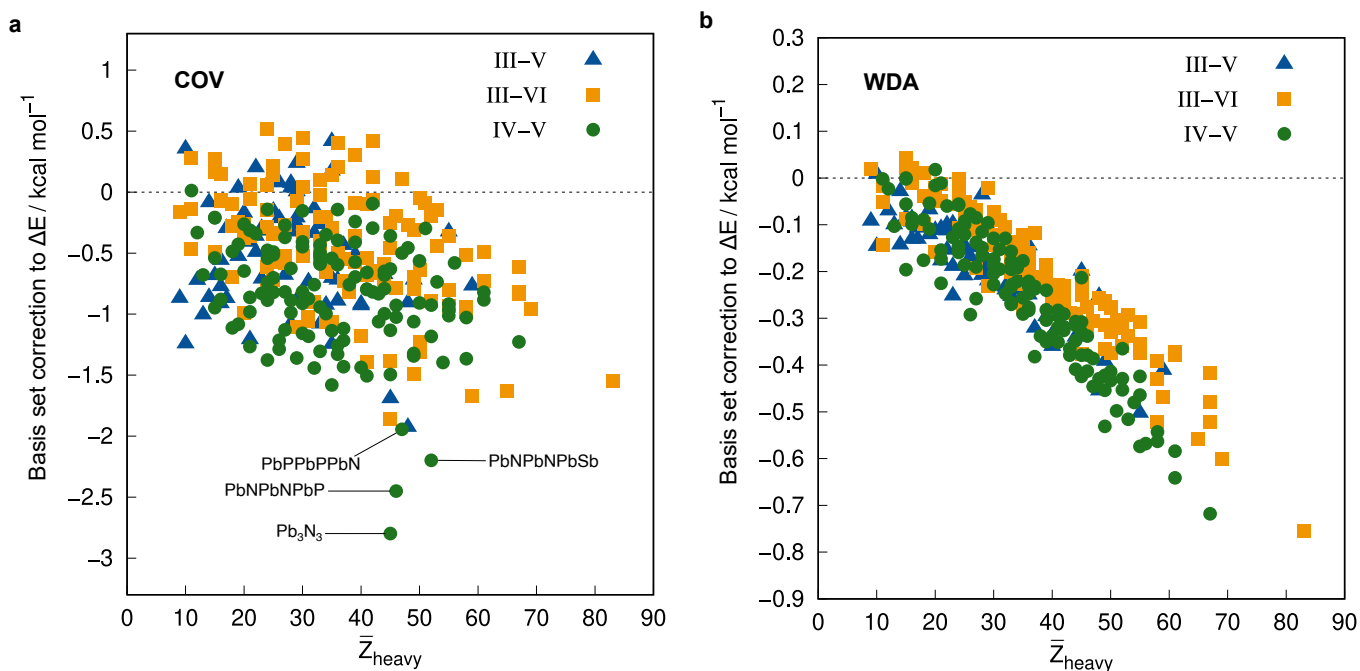 a
Basis set correction to ΔE / kcal mol⁻¹
1
0.5
0
−0.5
−1
−1.5
−2
−2.5
−3
COV
III−V
III−VI
IV−V
PbPPbPPbN
PbNPbNPbSb
PbNPbNPbP
Pb₃N₃
0 10 20 30 40 50 60 70 80 90
Z̅heavy
b
Basis set correction to ΔE / kcal mol⁻¹
0.3
0.2
0.1
0
−0.1
−0.2
−0.3
−0.4
−0.5
−0.6
−0.7
−0.8
−0.9
WDA
III−V
III−VI
IV−V
0 10 20 30 40 50 60 70 80 90
Z̅heavy